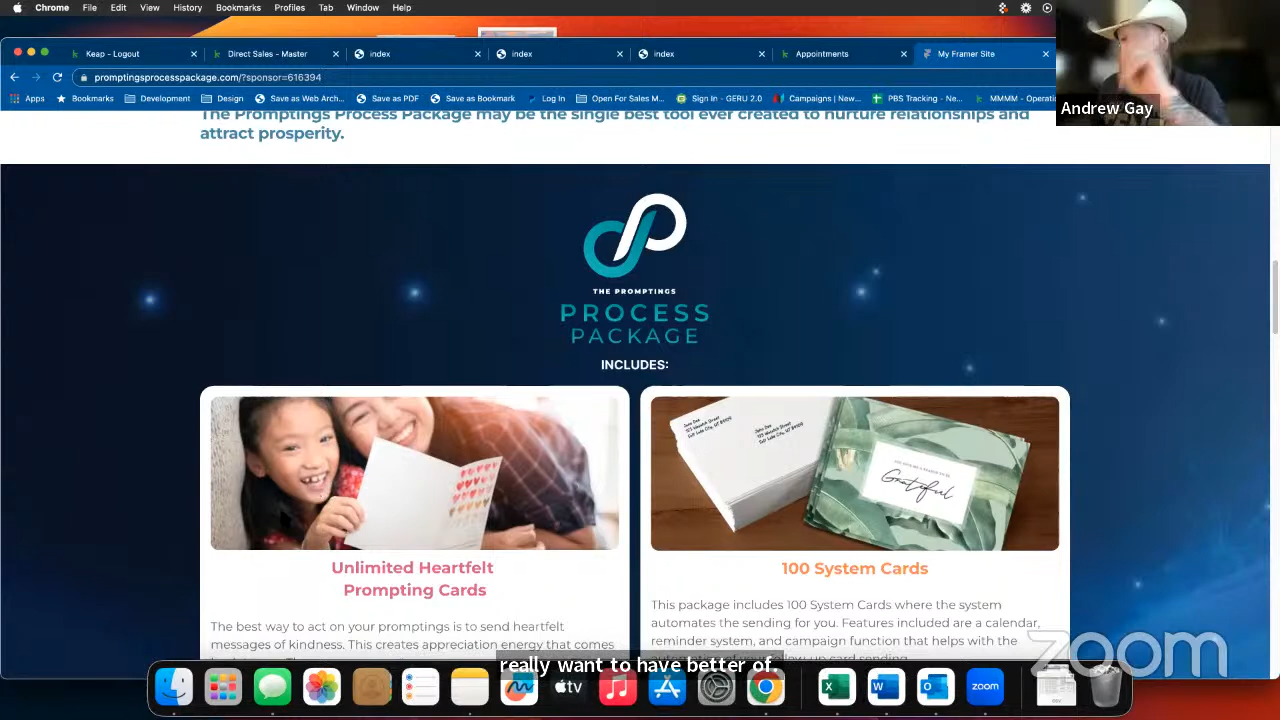 Chrome File Edit View History Bookmarks Profiles Tab Window Help
Keap - Logout
Direct Sales - Master
index
index
index
Appointments
My Framer Site
promptingsprocesspackage.com/?sponsor=616394
Apps Bookmarks Development Design Save as Web Arch... Save as PDF Save as Bookmark Log In Open For Sales M... Sign In - GERU 2.0 Campaigns | New... PBS Tracking - Ne... MMMM - Operati
Andrew Gay
The Promptings Process Package may be the single best tool ever created to nurture relationships and
attract prosperity.
THE PROMPTINGS
PROCESS
PACKAGE
INCLUDES:
Grateful
Unlimited Heartfelt
Prompting Cards
The best way to act on your promptings is to send heartfelt
messages of kindness. This creates appreciation energy that comes
100 System Cards
This package includes 100 System Cards where the system
automates the sending for you. Features included are a calendar,
reminder system, and campaign function that helps with the
really want to have better of.
zoom
tv
zoom